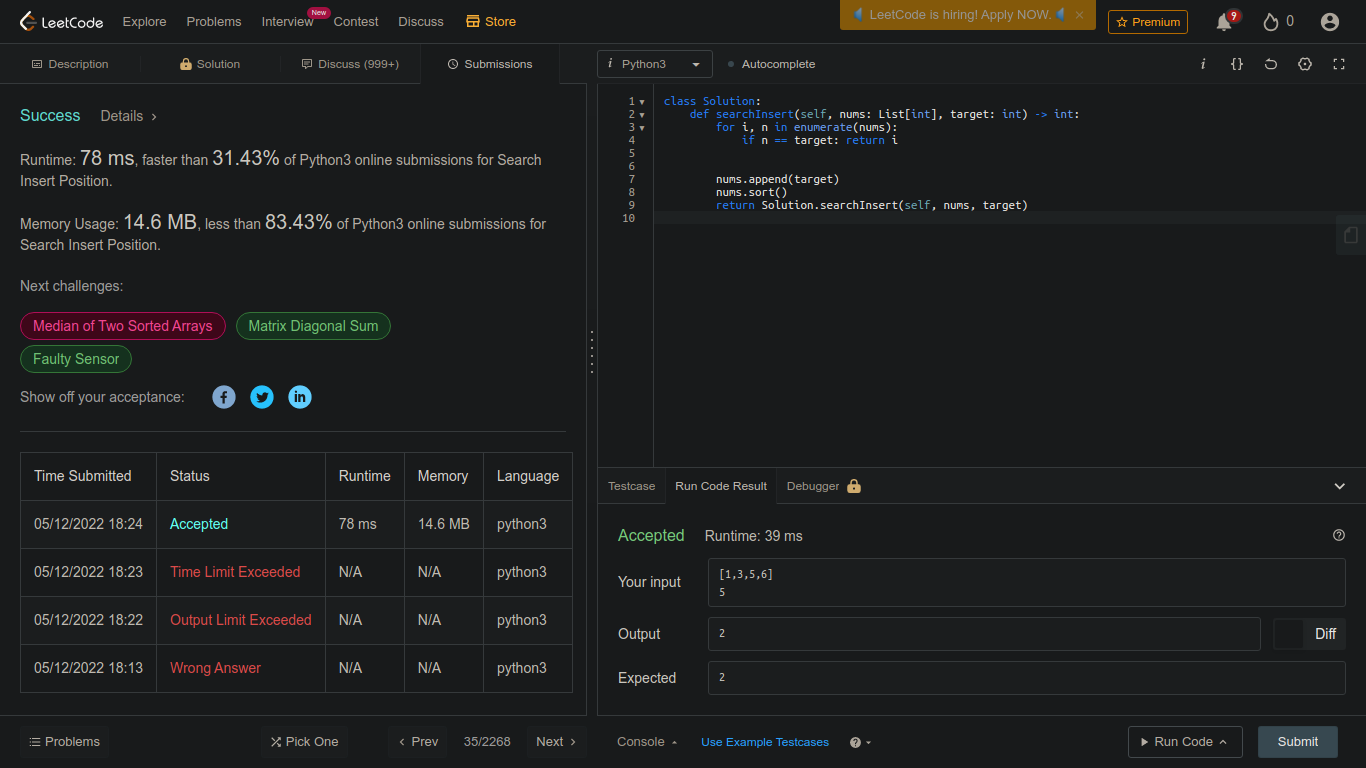 LeetCode
Explore
Problems
Interview
New
Contest
Discuss
Store
LeetCode is hiring! Apply NOW.
Premium
9
0
Description
Solution
Discuss (999+)
Submissions
i Python3
Autocomplete
Success
Details
Runtime: 78 ms, faster than 31.43% of Python3 online submissions for Search
Insert Position.
Memory Usage: 14.6 MB, less than 83.43% of Python3 online submissions for
Search Insert Position.
Next challenges:
Median of Two Sorted Arrays
Matrix Diagonal Sum
Faulty Sensor
Show off your acceptance:
Time Submitted Status Runtime Memory Language
05/12/2022 18:24 Accepted 78 ms 14.6 MB python3
05/12/2022 18:23 Time Limit Exceeded N/A N/A python3
05/12/2022 18:22 Output Limit Exceeded N/A N/A python3
05/12/2022 18:13 Wrong Answer N/A N/A python3
1 class Solution:
2     def searchInsert(self, nums: List[int], target: int) -> int:
3         for i, n in enumerate(nums):
4             if n == target: return i
5
6
7         nums.append(target)
8         nums.sort()
9         return Solution.searchInsert(self, nums, target)
10
Testcase
Run Code Result
Debugger
Accepted
Runtime: 39 ms
Your input
[1,3,5,6]
5
Output
2
Diff
Expected
2
Problems
Pick One
Prev
35/2268
Next
Console
Use Example Testcases
Run Code
Submit